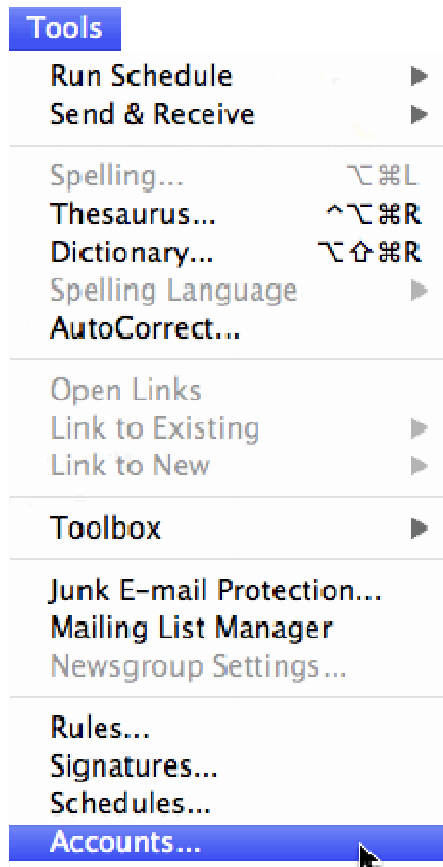 Tools
Run Schedule
Send & Receive
Spelling... ⌥⌘L
Thesaurus... ^⌥⌘R
Dictionary... ⌥⇧⌘R
Spelling Language
AutoCorrect...
Open Links
Link to Existing
Link to New
Toolbox
Junk E-mail Protection...
Mailing List Manager
Newsgroup Settings...
Rules...
Signatures...
Schedules...
Accounts...